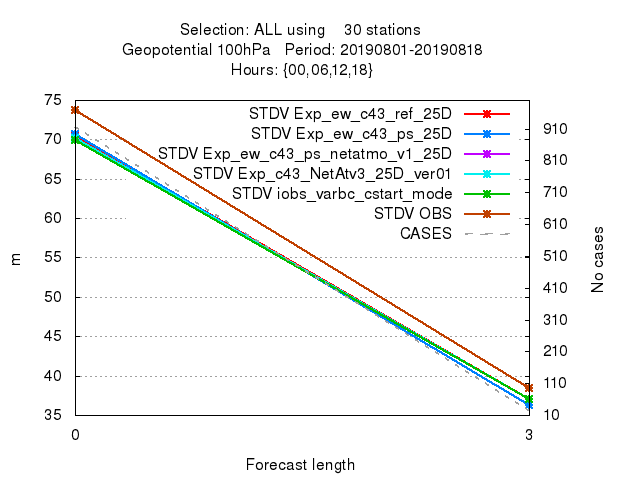 Selection: ALL using 30 stations
Geopotential 100hPa Period: 20190801-20190818
Hours: {00,06,12,18}
STDV Exp_ew_c43_ref_25D
STDV Exp_ew_c43_ps_25D
STDV Exp_ew_c43_ps_netatmo_v1_25D
STDV Exp_c43_NetAtv3_25D_ver01
STDV iobs_varbc_cstart_mode
STDV OBS
CASES
75
70
65
60
55
50
45
40
35
m
910
810
710
610
510
410
310
210
110
10
No cases
0 3
Forecast length